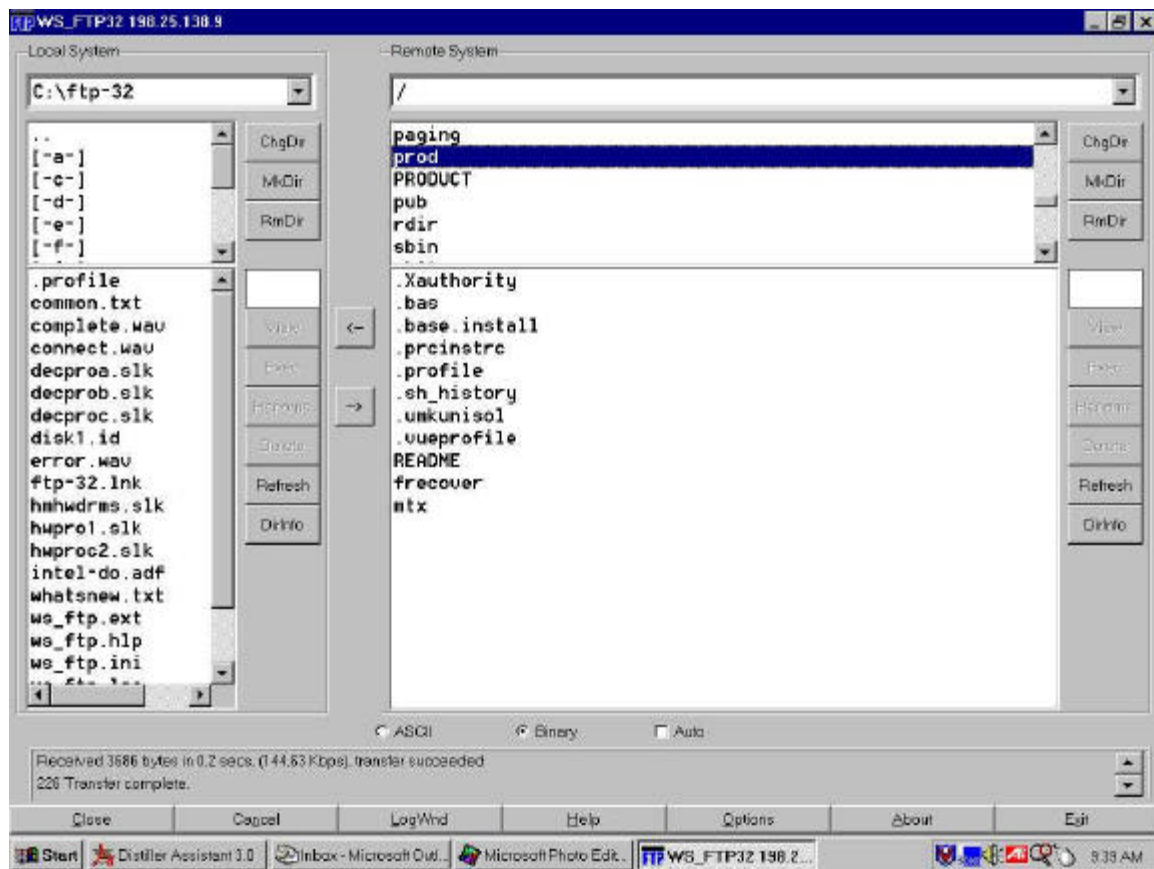 WS_FTP32 198.25.138.9
Local System
C:\ftp-32
..
[-a-]
[-c-]
[-d-]
[-e-]
[-f-]
ChgDir
MkDir
RmDir
.profile
common.txt
complete.wav
connect.wav
decproa.slk
decprob.slk
decproc.slk
disk1.id
error.wav
ftp-32.lnk
hmhwdrms.slk
hwpro1.slk
hwproc2.slk
intel-do.adf
whatsnew.txt
ws_ftp.ext
ws_ftp.hlp
ws_ftp.ini
View
Exec
Rename
Delete
Refresh
DirInfo
<-
->
Remote System
/
paging
prod
PRODUCT
pub
rdir
sbin
ChgDir
MkDir
RmDir
.Xauthority
.bas
.base.install
.prcinstrc
.profile
.sh_history
.umkunisol
.vueprofile
README
frecover
mtx
View
Exec
Rename
Delete
Refresh
DirInfo
ASCII Binary Auto
Received 3686 bytes in 0.2 secs, (144.63 Kbps), transfer succeeded
226 Transfer complete.
Close Cancel LogWnd Help Options About Exit
Start Distiller Assistant 3.0 Inbox - Microsoft Outl.. Microsoft Photo Edit.. WS_FTP32 198.2... 9:39 AM